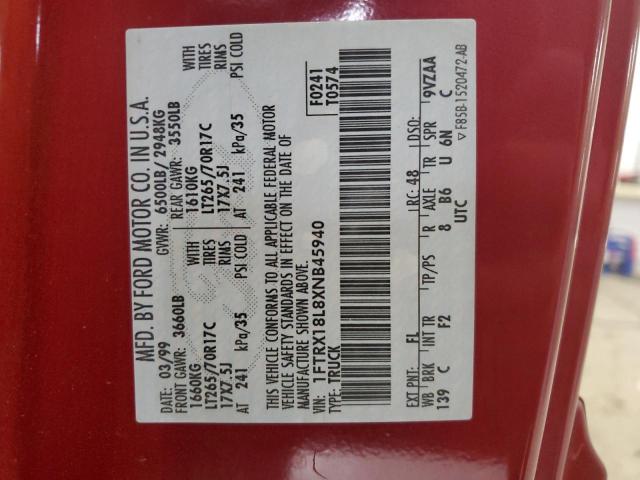 MFD. BY FORD MOTOR CO. IN U.S.A.
DATE: 03/99 GVWR: 6500LB/ 2948KG
FRONT GAWR: 3660LB REAR GAWR: 3550LB
1660KG 1610KG WITH
LT265/70R17C LT265/70R17C TIRES
17X7.5J 17X7.5J RIMS
AT 241 kPa/35 PSI COLD AT 241 kPa/35 PSI COLD
WITH
TIRES
RIMS
THIS VEHICLE CONFORMS TO ALL APPLICABLE FEDERAL MOTOR
VEHICLE SAFETY STANDARDS IN EFFECT ON THE DATE OF
MANUFACTURE SHOWN ABOVE.
VIN: 1FTRX18L8XNB45940
TYPE: TRUCK
F0241
T0574
EXT PNT: FL RC: 48 DSO:
WB BRK INT TR TP/PS R AXLE TR SPR 9VZAA
139 C F2 8 B6 U 6N C
UTC
▽ F85B-1520472-AB